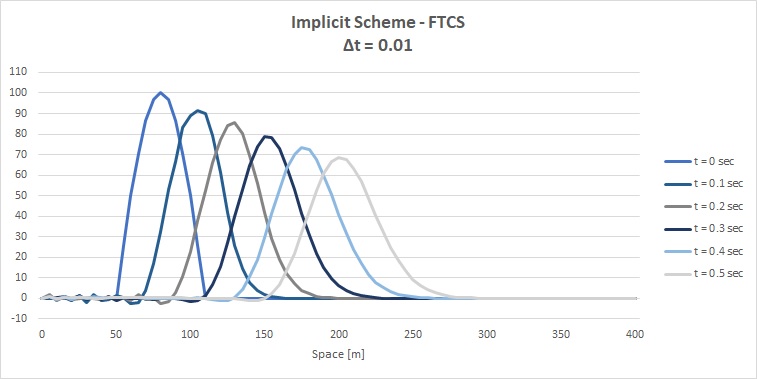 Implicit Scheme - FTCS
Δt = 0.01
110
100
90
80
70
60
50
40
30
20
10
0
-10
0 50 100 150 200 250 300 350 400
Space [m]
t = 0 sec
t = 0.1 sec
t = 0.2 sec
t = 0.3 sec
t = 0.4 sec
t = 0.5 sec